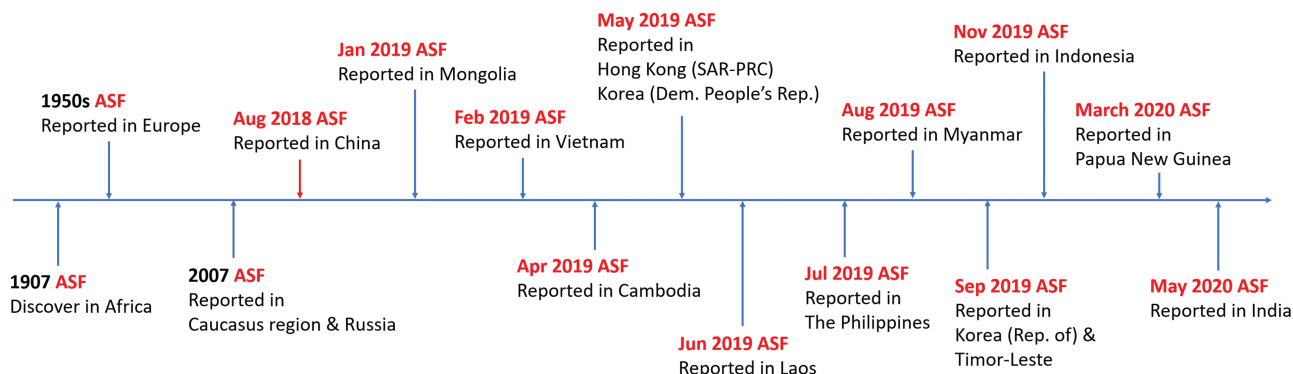 1907 ASF
Discover in Africa
1950s ASF
Reported in Europe
2007 ASF
Reported in
Caucasus region & Russia
Aug 2018 ASF
Reported in China
Jan 2019 ASF
Reported in Mongolia
Feb 2019 ASF
Reported in Vietnam
Apr 2019 ASF
Reported in Cambodia
May 2019 ASF
Reported in
Hong Kong (SAR-PRC)
Korea (Dem. People’s Rep.)
Jun 2019 ASF
Reported in Laos
Jul 2019 ASF
Reported in
The Philippines
Aug 2019 ASF
Reported in Myanmar
Sep 2019 ASF
Reported in
Korea (Rep. of) &
Timor-Leste
Nov 2019 ASF
Reported in Indonesia
March 2020 ASF
Reported in
Papua New Guinea
May 2020 ASF
Reported in India